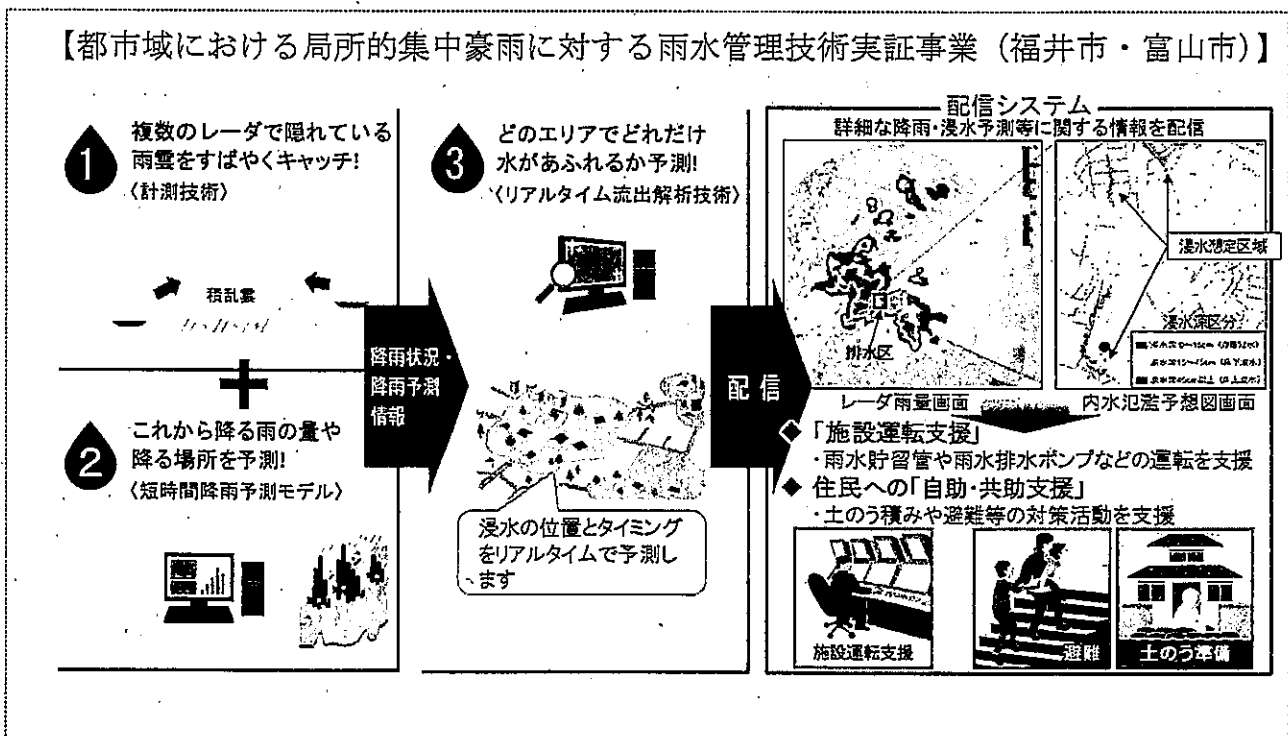 【都市域における局所的集中豪雨に対する雨水管理技術実証事業（福井市・富山市）】
1
複数のレーダで隠れている
雨雲をすばやくキャッチ!
〈計測技術〉
積乱雲
2
これから降る雨の量や
降る場所を予測!
〈短時間降雨予測モデル〉
降雨状況・
降雨予測
情報
3
どのエリアでどれだけ
水があふれるか予測!
〈リアルタイム流出解析技術〉
浸水の位置とタイミング
をリアルタイムで予測し
ます
配信
配信システム
詳細な降雨・浸水予測等に関する情報を配信
排水区
浸水想定区域
浸水深区分
レーダ雨量画面
内水氾濫予想図画面
◇「施設運転支援」
・雨水貯留管や雨水排水ポンプなどの運転を支援
◆ 住民への「自助・共助支援」
・土のう積みや避難等の対策活動を支援
施設運転支援
避難
土のう準備